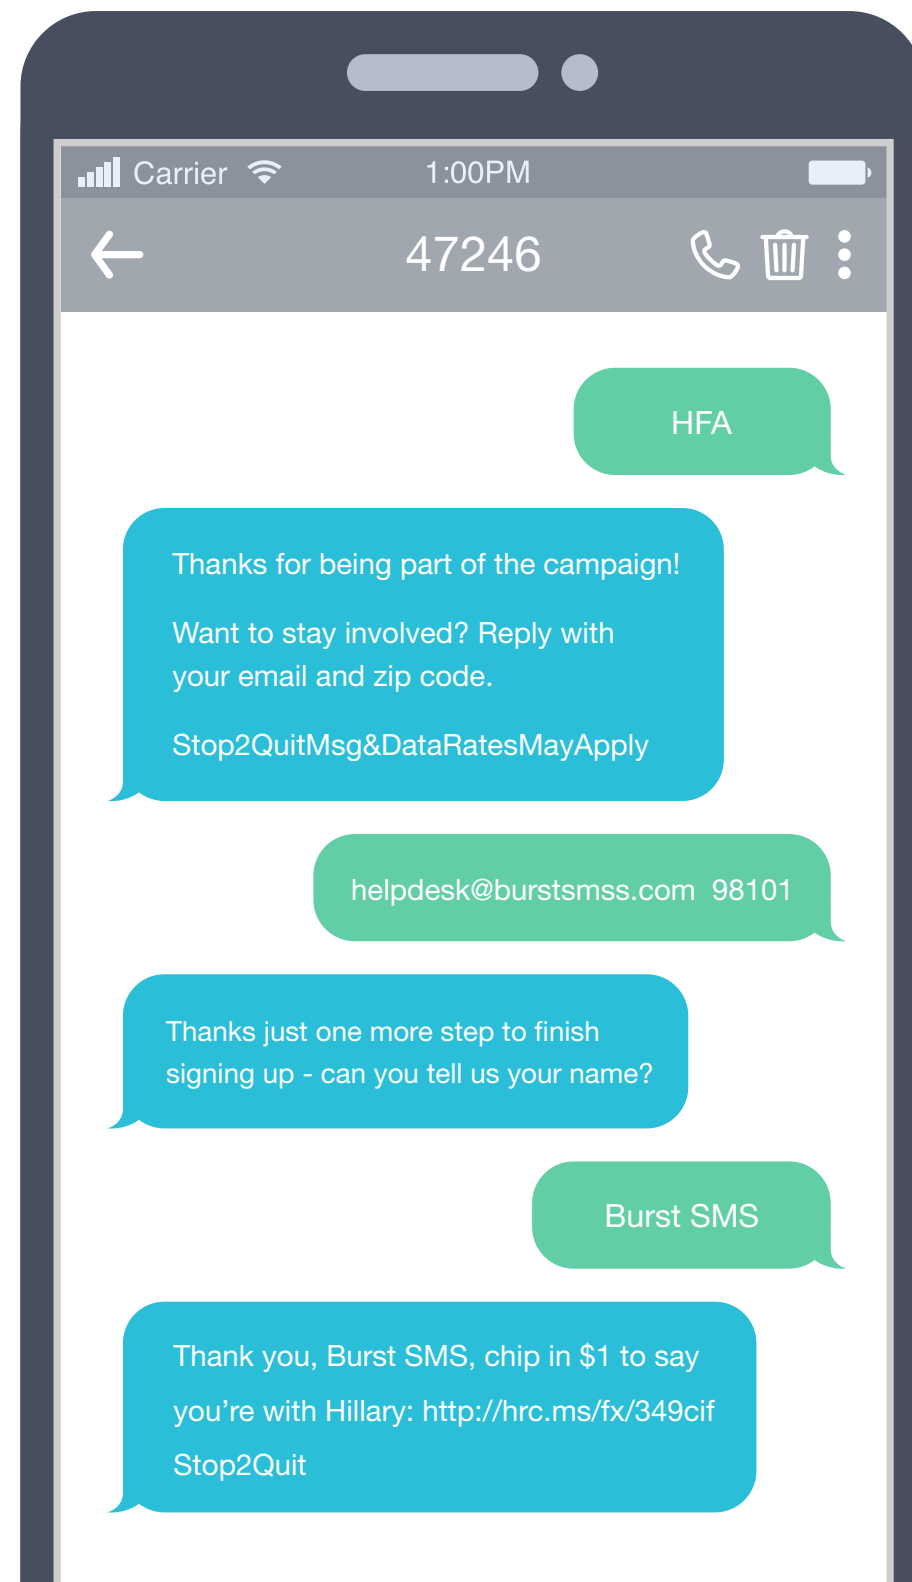 Carrier 1:00PM
47246
HFA
Thanks for being part of the campaign!
Want to stay involved? Reply with
your email and zip code.
Stop2QuitMsg&DataRatesMayApply
helpdesk@burstsmss.com 98101
Thanks just one more step to finish
signing up - can you tell us your name?
Burst SMS
Thank you, Burst SMS, chip in $1 to say
you’re with Hillary: http://hrc.ms/fx/349cif
Stop2Quit